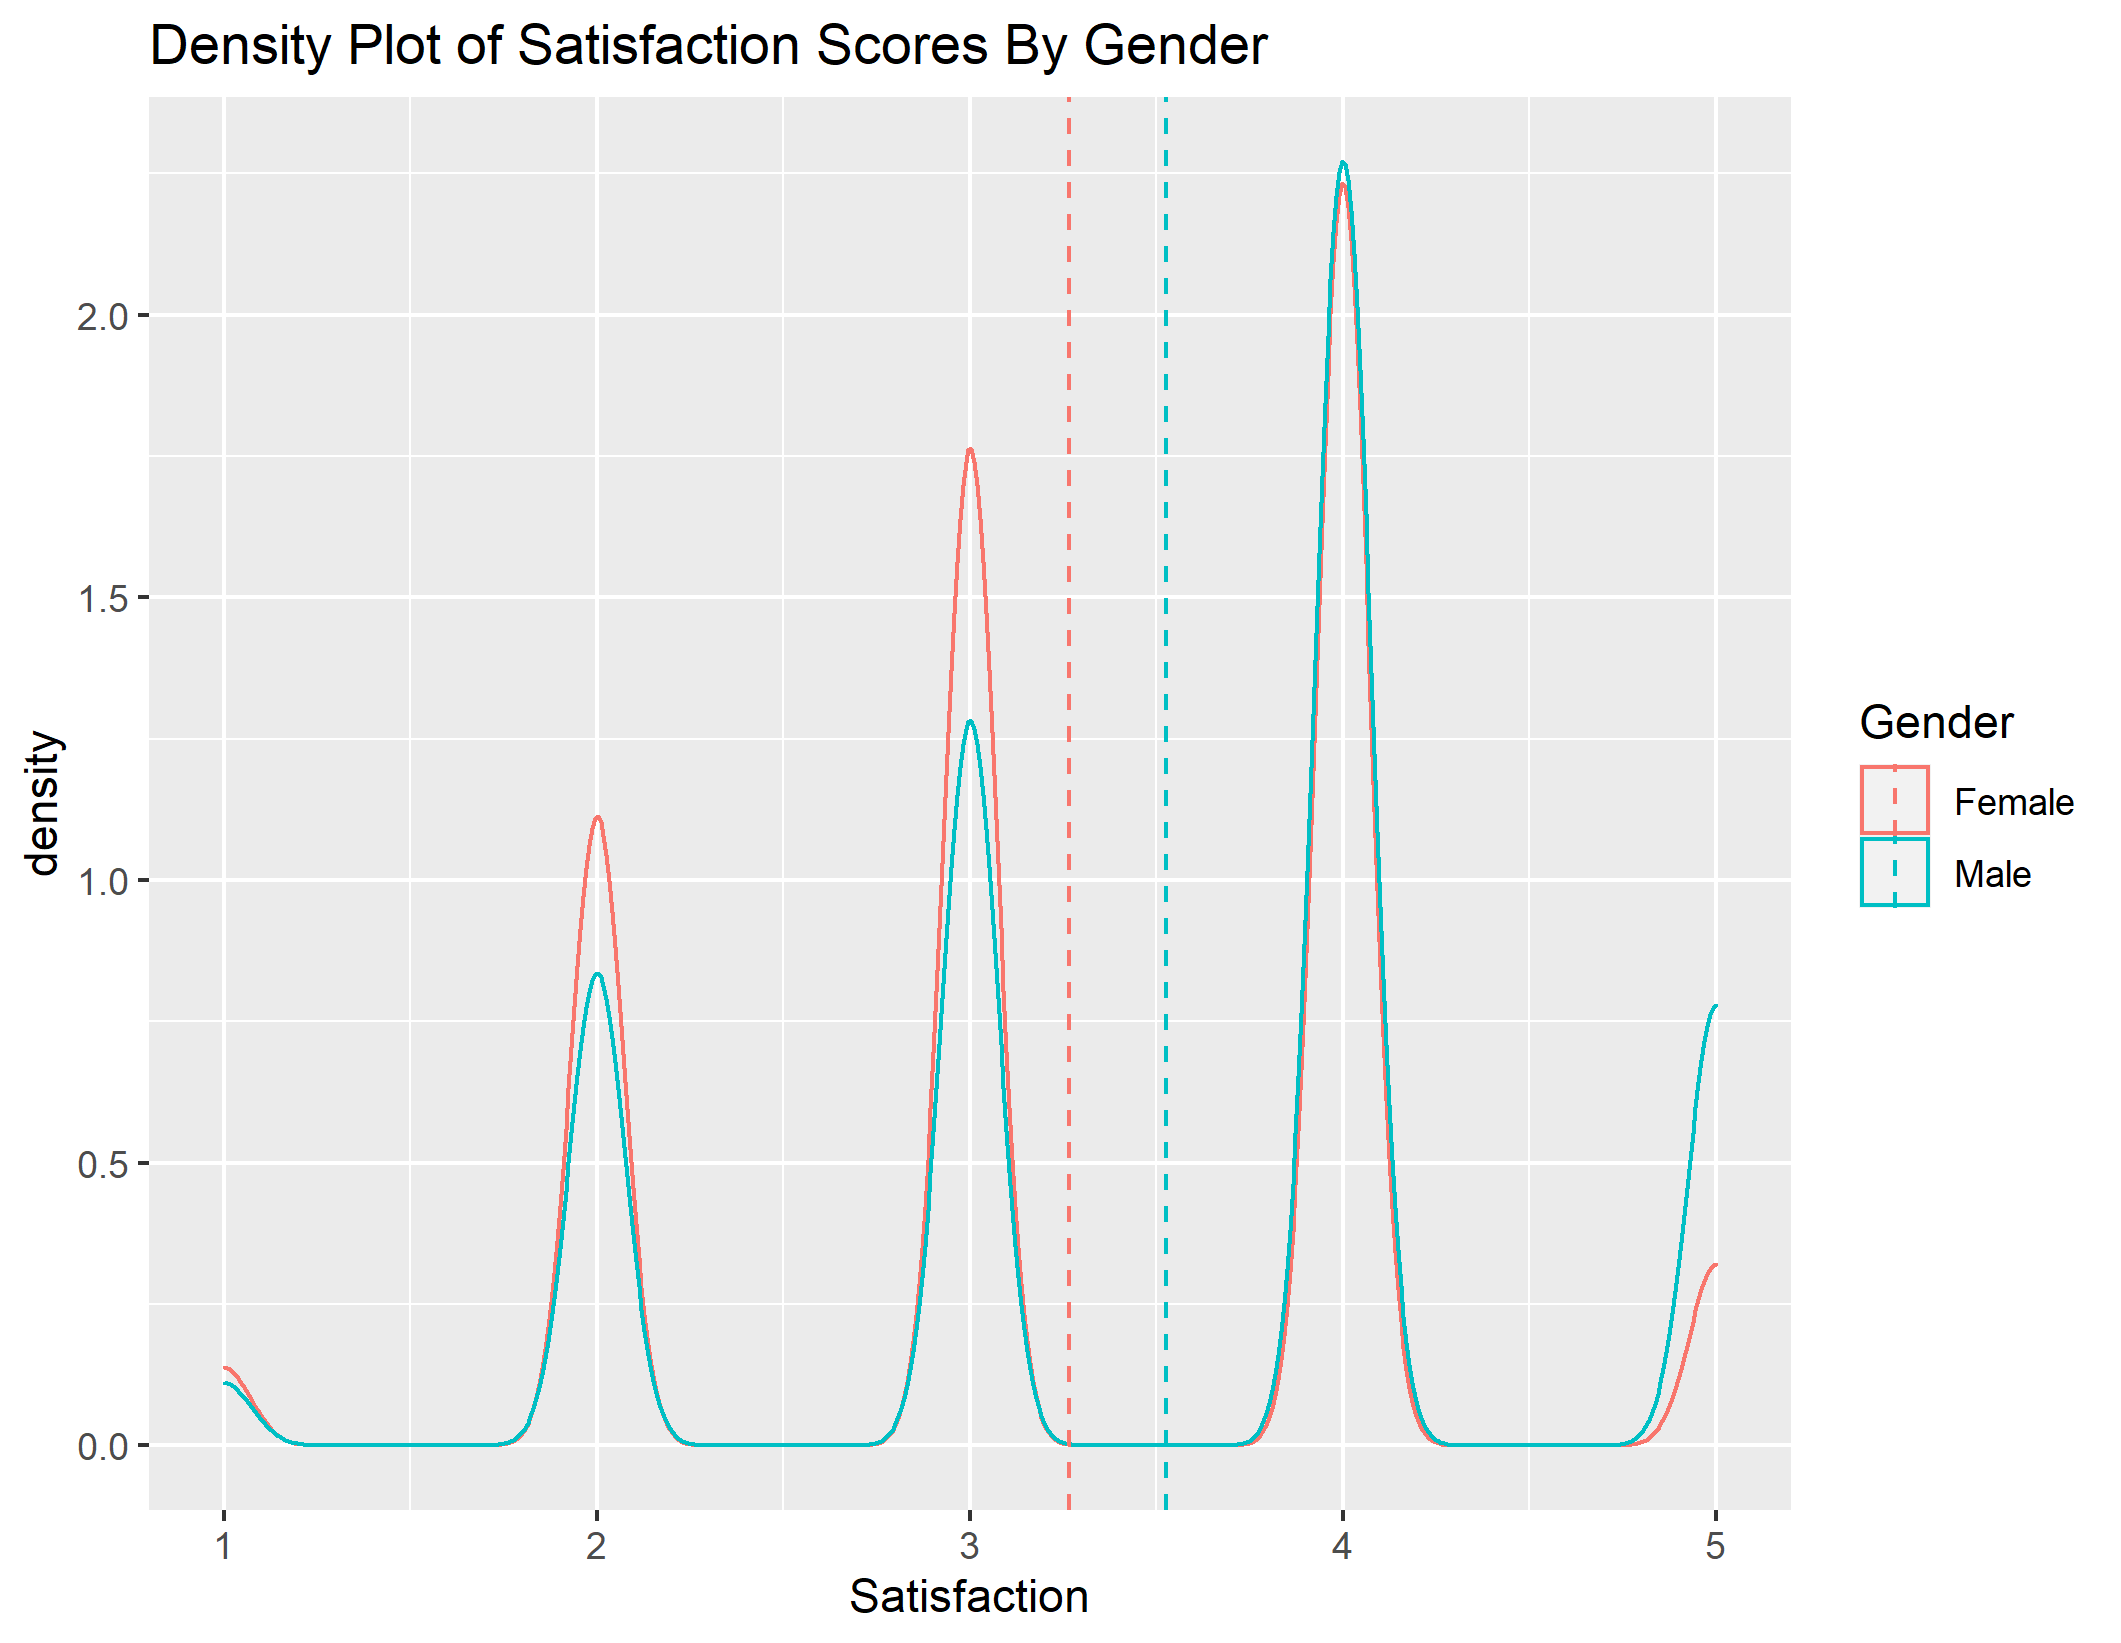 Density Plot of Satisfaction Scores By Gender
density
2.0
1.5
1.0
0.5
0.0
1 2 3 4 5
Satisfaction
Gender
Female
Male